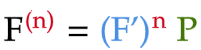 F⁽ⁿ⁾ = (F′)ⁿ P